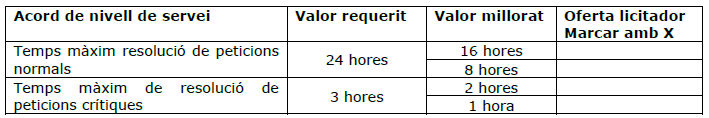 Acord de nivell de servei Valor requerit Valor millorat Oferta licitador
Marcar amb X
Temps màxim resolució de peticions
normals
24 hores
16 hores
8 hores
Temps màxim de resolució de
peticions crítiques
3 hores
2 hores
1 hora